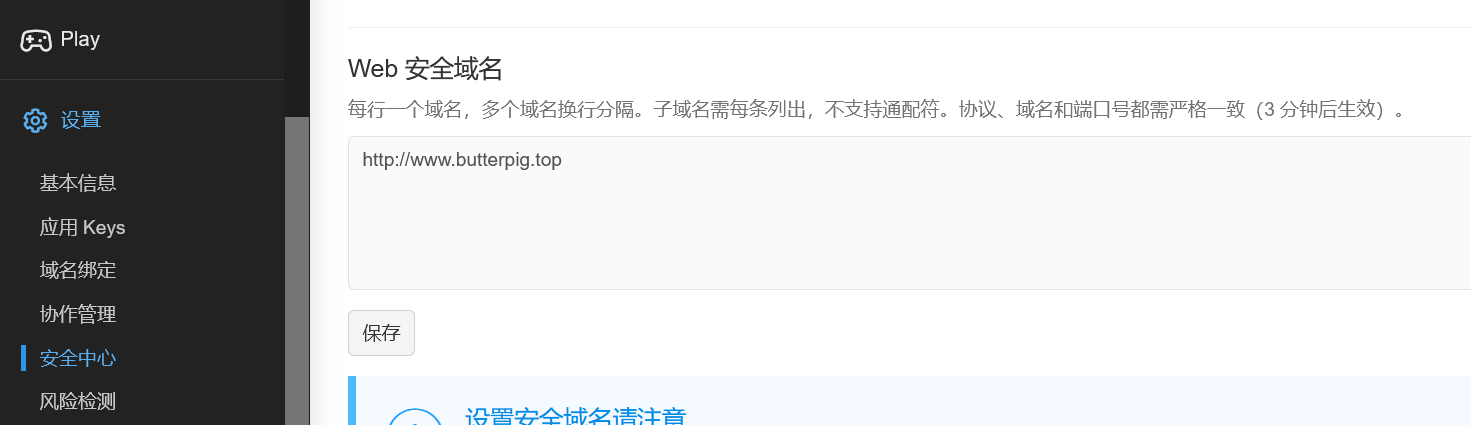 Play
设置
基本信息
应用 Keys
域名绑定
协作管理
安全中心
风险检测
Web 安全域名
每行一个域名，多个域名换行分隔。子域名需每条列出，不支持通配符。协议、域名和端口号都需严格一致（3 分钟后生效）。
http://www.butterpig.top
保存
设置安全域名请注意